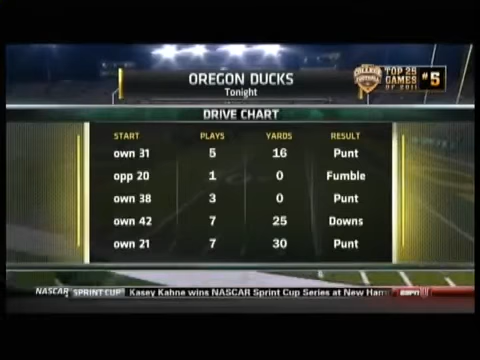 OREGON DUCKS
Tonight
COLLEGE FOOTBALL
TOP 25
GAMES
OF 2011
#5
DRIVE CHART
START PLAYS YARDS RESULT
own 31 5 16 Punt
opp 20 1 0 Fumble
own 38 3 0 Punt
own 42 7 25 Downs
own 21 7 30 Punt
NASCAR SPRINT CUP Kasey Kahne wins NASCAR Sprint Cup Series at New Ham ESPN